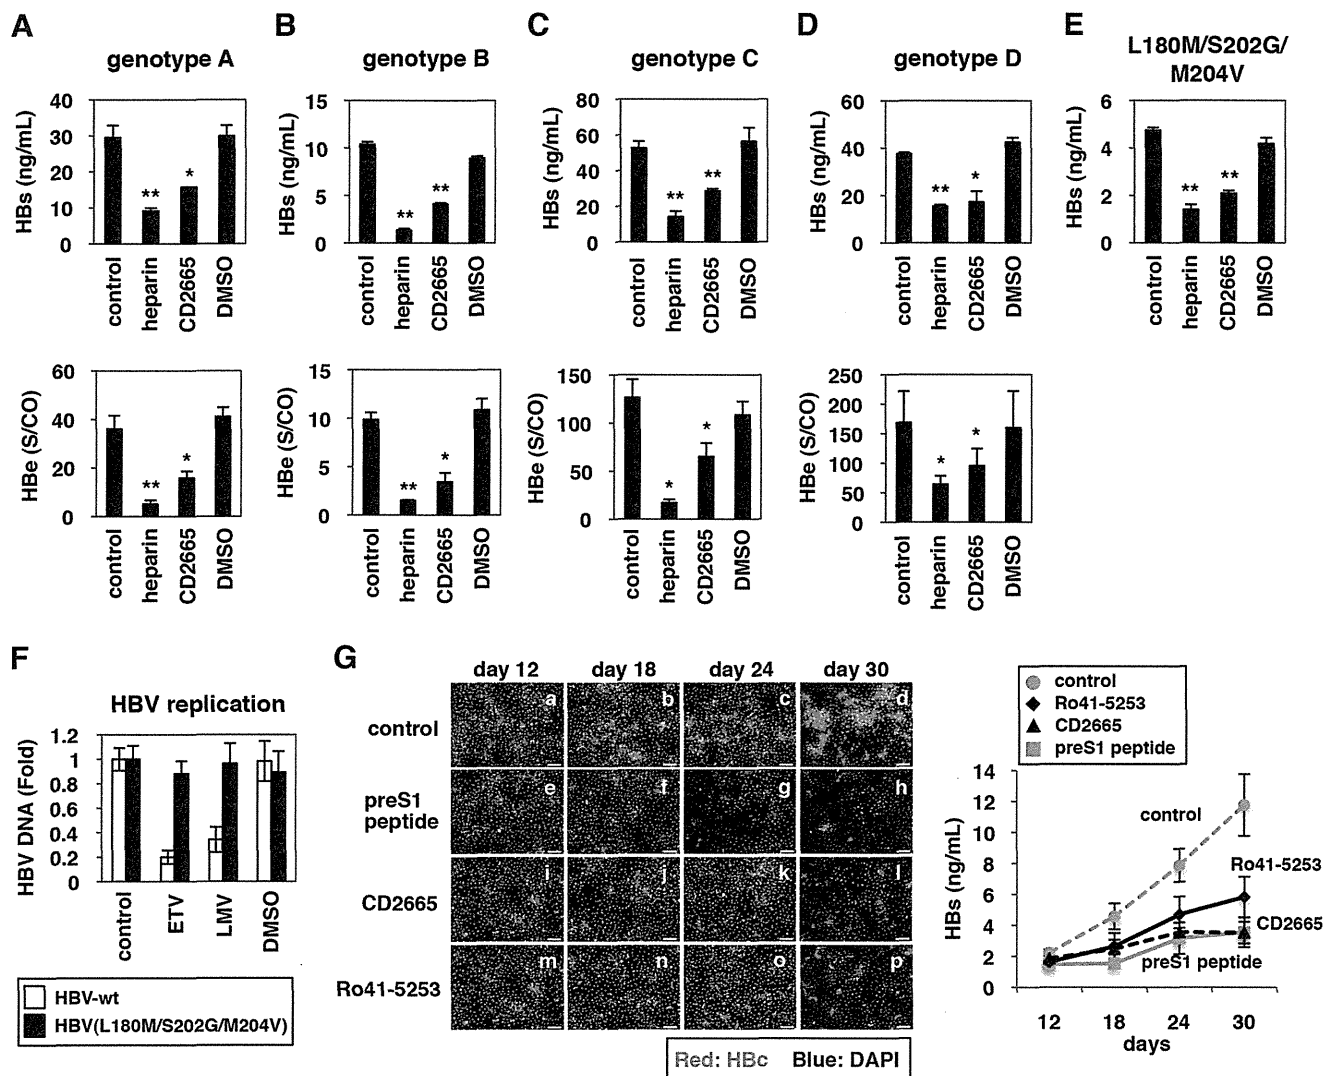 A
B
C
D
E
genotype A
genotype B
genotype C
genotype D
L180M/S202G/
M204V
HBs (ng/mL)
40
30
20
10
0
**
*
control
heparin
CD2665
DMSO
HBs (ng/mL)
15
10
5
0
**
**
control
heparin
CD2665
DMSO
HBs (ng/mL)
80
60
40
20
0
**
**
control
heparin
CD2665
DMSO
HBs (ng/mL)
60
40
20
0
**
*
control
heparin
CD2665
DMSO
HBs (ng/mL)
6
4
2
0
**
**
control
heparin
CD2665
DMSO
HBe (S/CO)
60
40
20
0
**
*
control
heparin
CD2665
DMSO
HBe (S/CO)
15
10
5
0
**
*
control
heparin
CD2665
DMSO
HBe (S/CO)
150
100
50
0
*
*
control
heparin
CD2665
DMSO
HBe (S/CO)
250
200
150
100
50
0
*
*
control
heparin
CD2665
DMSO
F
HBV replication
HBV DNA (Fold)
1.2
1
0.8
0.6
0.4
0.2
0
control
ETV
LMV
DMSO
HBV-wt
HBV(L180M/S202G/M204V)
G
day 12 day 18 day 24 day 30
control
a b c d
preS1
peptide
e f g h
CD2665
i j k l
Ro41-5253
m n o p
Red: HBc Blue: DAPI
control
Ro41-5253
CD2665
preS1 peptide
HBs (ng/mL)
14
12
10
8
6
4
2
0
control
Ro41-5253
CD2665
preS1 peptide
12 18 24 30
days